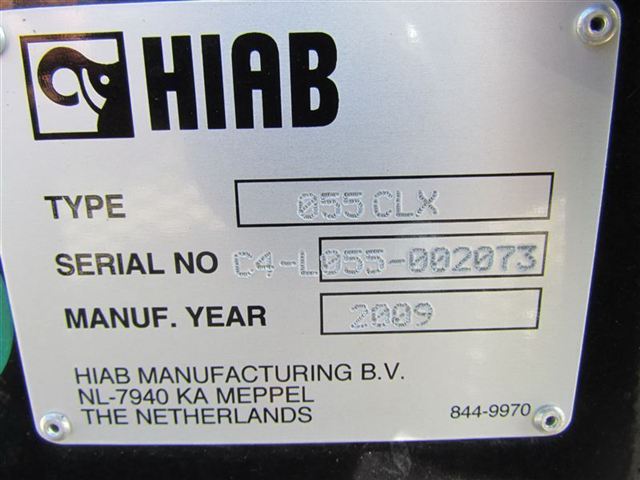 HIAB
TYPE 055CLX
SERIAL NO C4-L055-002073
MANUF. YEAR 2009
HIAB MANUFACTURING B.V.
NL-7940 KA MEPPEL
THE NETHERLANDS 844-9970